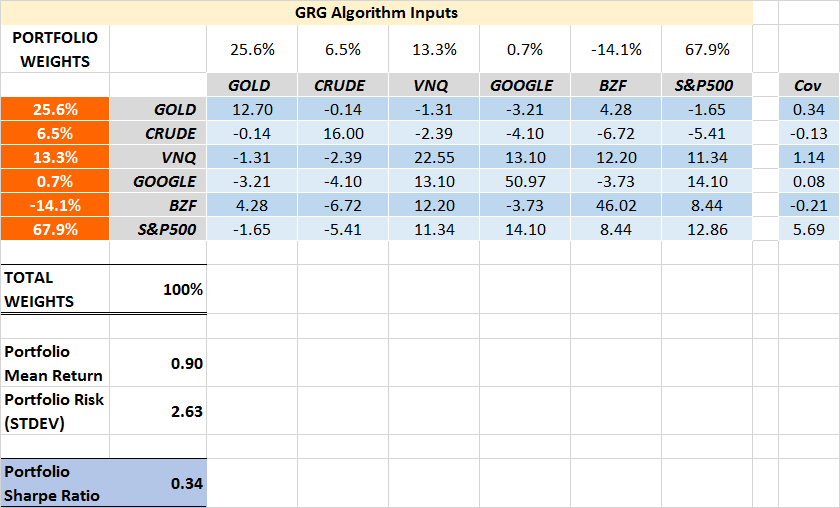 GRG Algorithm Inputs
PORTFOLIO
WEIGHTS 25.6% 6.5% 13.3% 0.7% -14.1% 67.9%
GOLD CRUDE VNQ GOOGLE BZF S&P500 Cov
25.6% GOLD 12.70 -0.14 -1.31 -3.21 4.28 -1.65 0.34
6.5% CRUDE -0.14 16.00 -2.39 -4.10 -6.72 -5.41 -0.13
13.3% VNQ -1.31 -2.39 22.55 13.10 12.20 11.34 1.14
0.7% GOOGLE -3.21 -4.10 13.10 50.97 -3.73 14.10 0.08
-14.1% BZF 4.28 -6.72 12.20 -3.73 46.02 8.44 -0.21
67.9% S&P500 -1.65 -5.41 11.34 14.10 8.44 12.86 5.69
TOTAL
WEIGHTS 100%
Portfolio
Mean Return 0.90
Portfolio Risk
(STDEV) 2.63
Portfolio
Sharpe Ratio 0.34